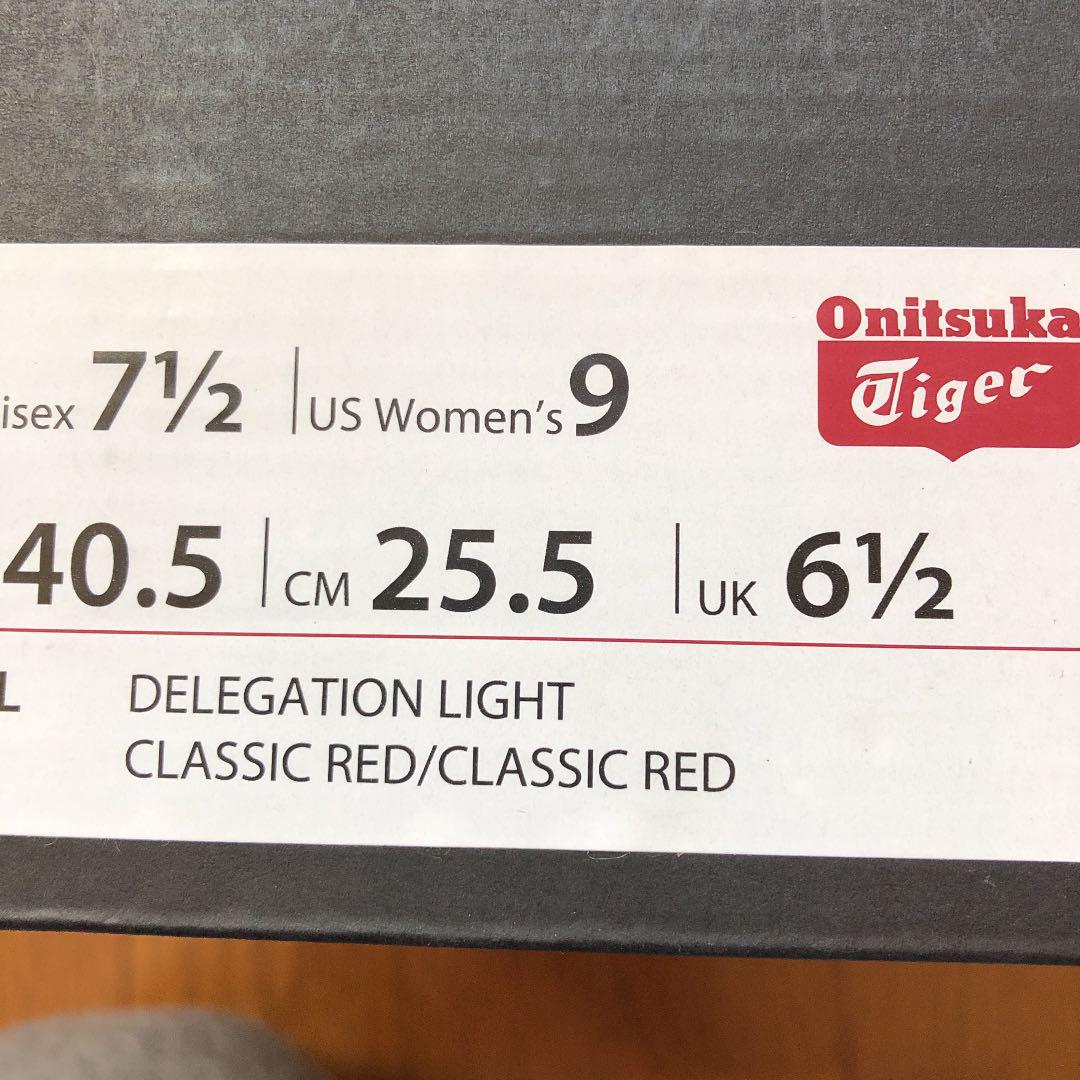 Onitsuka
Tiger
isex 7½ | US Women's 9
40.5 | CM 25.5 | UK 6½
L DELEGATION LIGHT
CLASSIC RED/CLASSIC RED